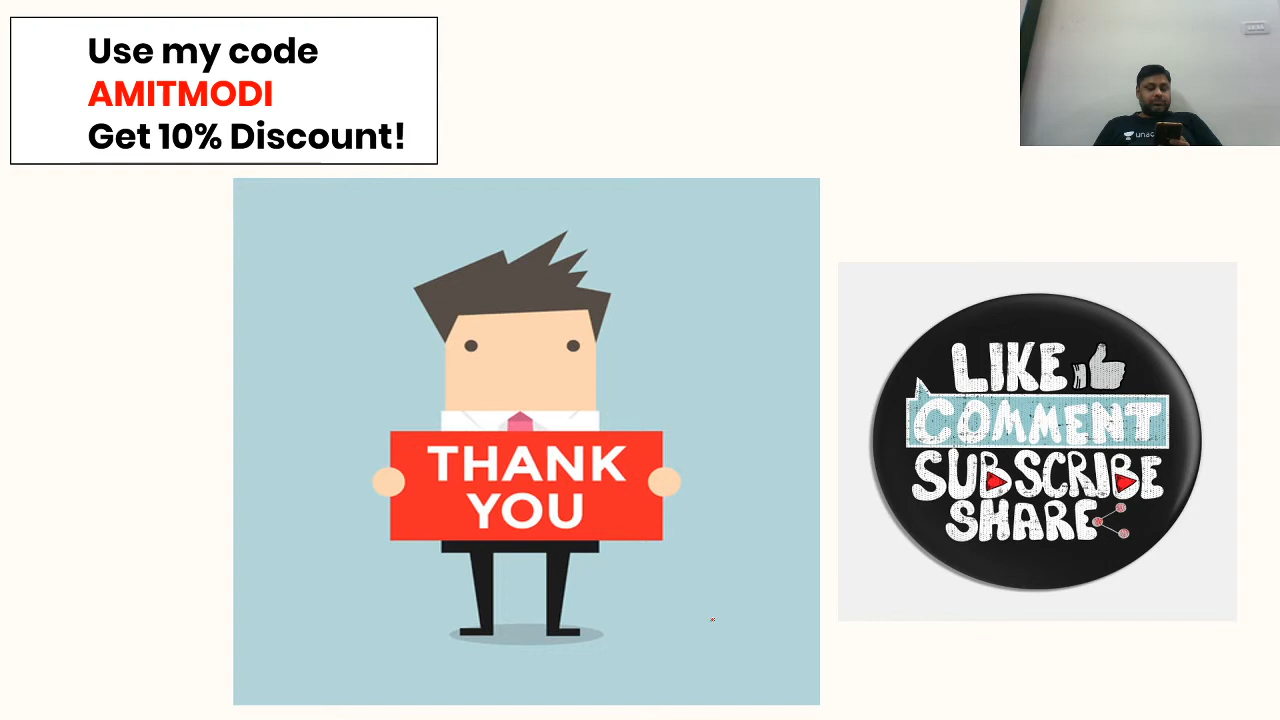 Use my code
AMITMODI
Get 10% Discount!
THANK
YOU
LIKE
COMMENT
SUBSCRIBE
SHARE